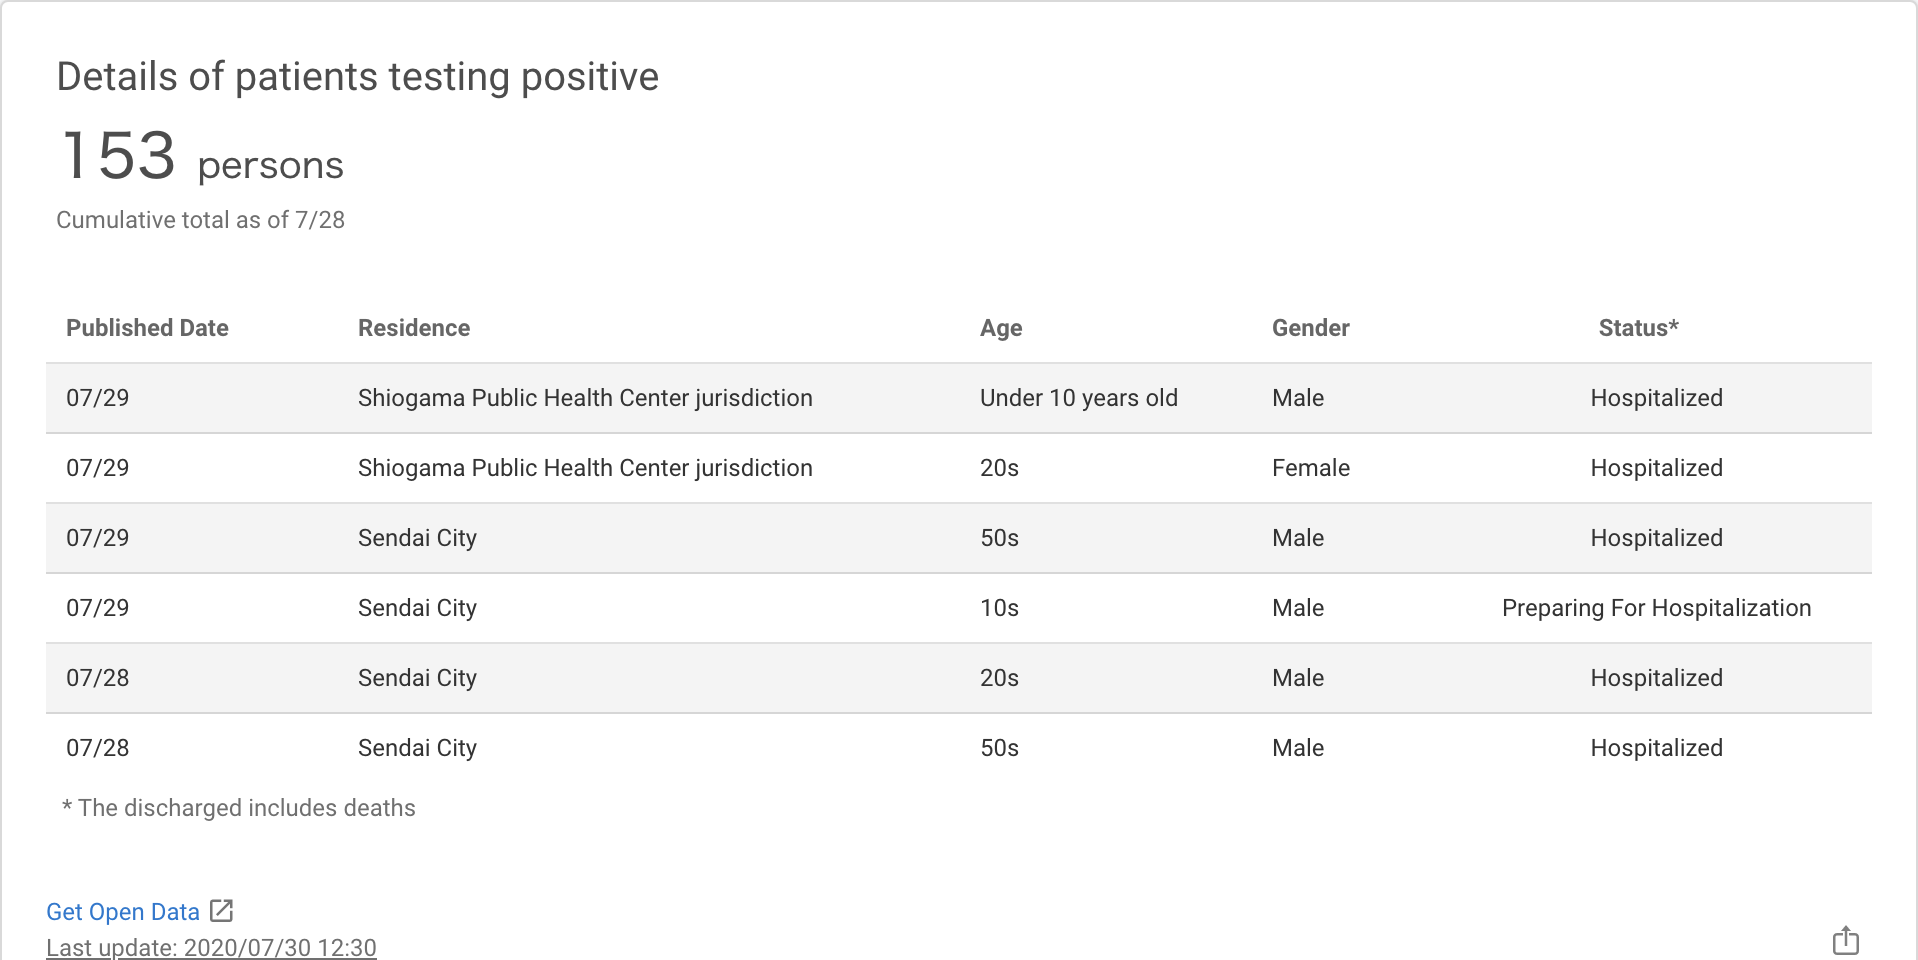 Details of patients testing positive
153 persons
Cumulative total as of 7/28
Published Date Residence Age Gender Status*
07/29 Shiogama Public Health Center jurisdiction Under 10 years old Male Hospitalized
07/29 Shiogama Public Health Center jurisdiction 20s Female Hospitalized
07/29 Sendai City 50s Male Hospitalized
07/29 Sendai City 10s Male Preparing For Hospitalization
07/28 Sendai City 20s Male Hospitalized
07/28 Sendai City 50s Male Hospitalized
* The discharged includes deaths
Get Open Data
Last update: 2020/07/30 12:30